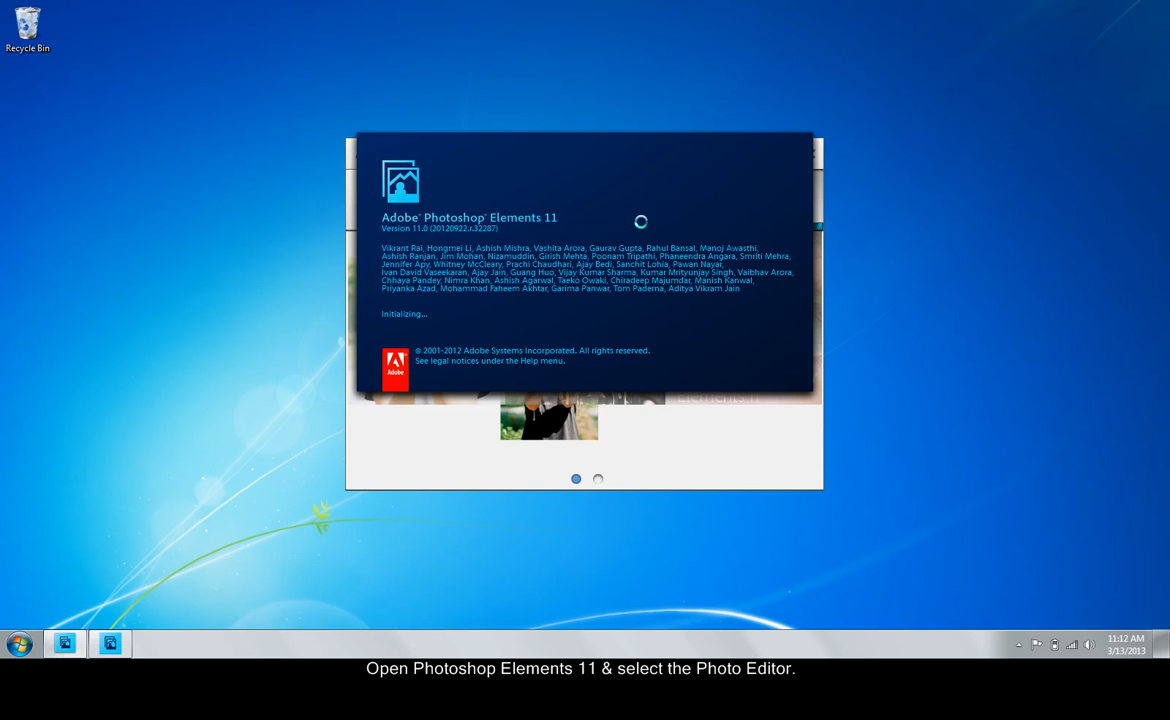 Recycle Bin
Adobe® Photoshop® Elements 11
Version 11.0 (20120922.r.32287)
Vikrant Rai, Hongmei Li, Ashish Mishra, Vashita Arora, Gaurav Gupta, Rahul Bansal, Manoj Awasthi,
Ashish Ranjan, Jim Mohan, Nizamuddin, Girish Mehta, Poonam Tripathi, Phaneendra Angara, Smriti Mehra,
Jennifer Apy, Whitney McCleary, Prachi Chaudhari, Ajay Bedi, Sanchit Lohia, Pawan Nayar,
Ivan David Vaseekaran, Ajay Jain, Guang Huo, Vijay Kumar Sharma, Kumar Mrityunjay Singh, Vaibhav Arora,
Chhaya Pandey, Nimra Khan, Ashish Agarwal, Taeko Owaki, Chiradeep Majumdar, Manish Kanwal,
Priyanka Azad, Mohammad Faheem Akhtar, Garima Panwar, Tom Paderna, Aditya Vikram Jain
Initializing...
© 2001-2012 Adobe Systems Incorporated. All rights reserved.
See legal notices under the Help menu.
Adobe
Elements 11
11:12 AM
3/13/2013
Open Photoshop Elements 11 & select the Photo Editor.